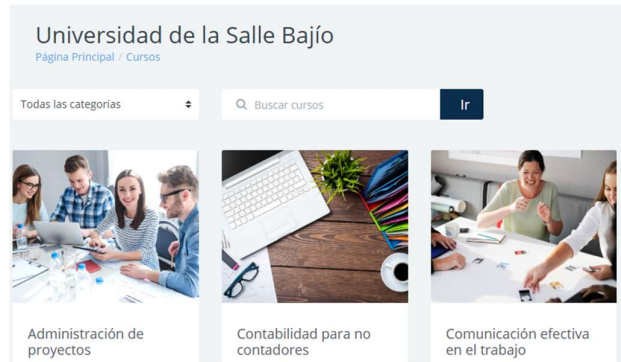 Universidad de la Salle Bajío
Página Principal / Cursos
Todas las categorías
Buscar cursos
Ir
Administración de
proyectos
Contabilidad para no
contadores
Comunicación efectiva
en el trabajo